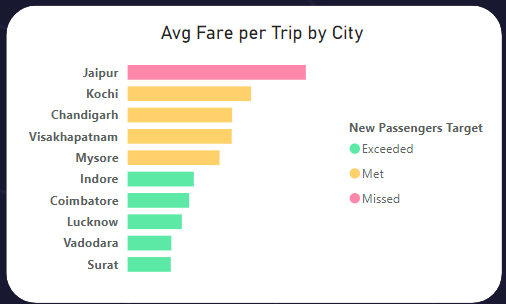 Avg Fare per Trip by City
Jaipur
Kochi
Chandigarh
Visakhapatnam
Mysore
Indore
Coimbatore
Lucknow
Vadodara
Surat
New Passengers Target
Exceeded
Met
Missed